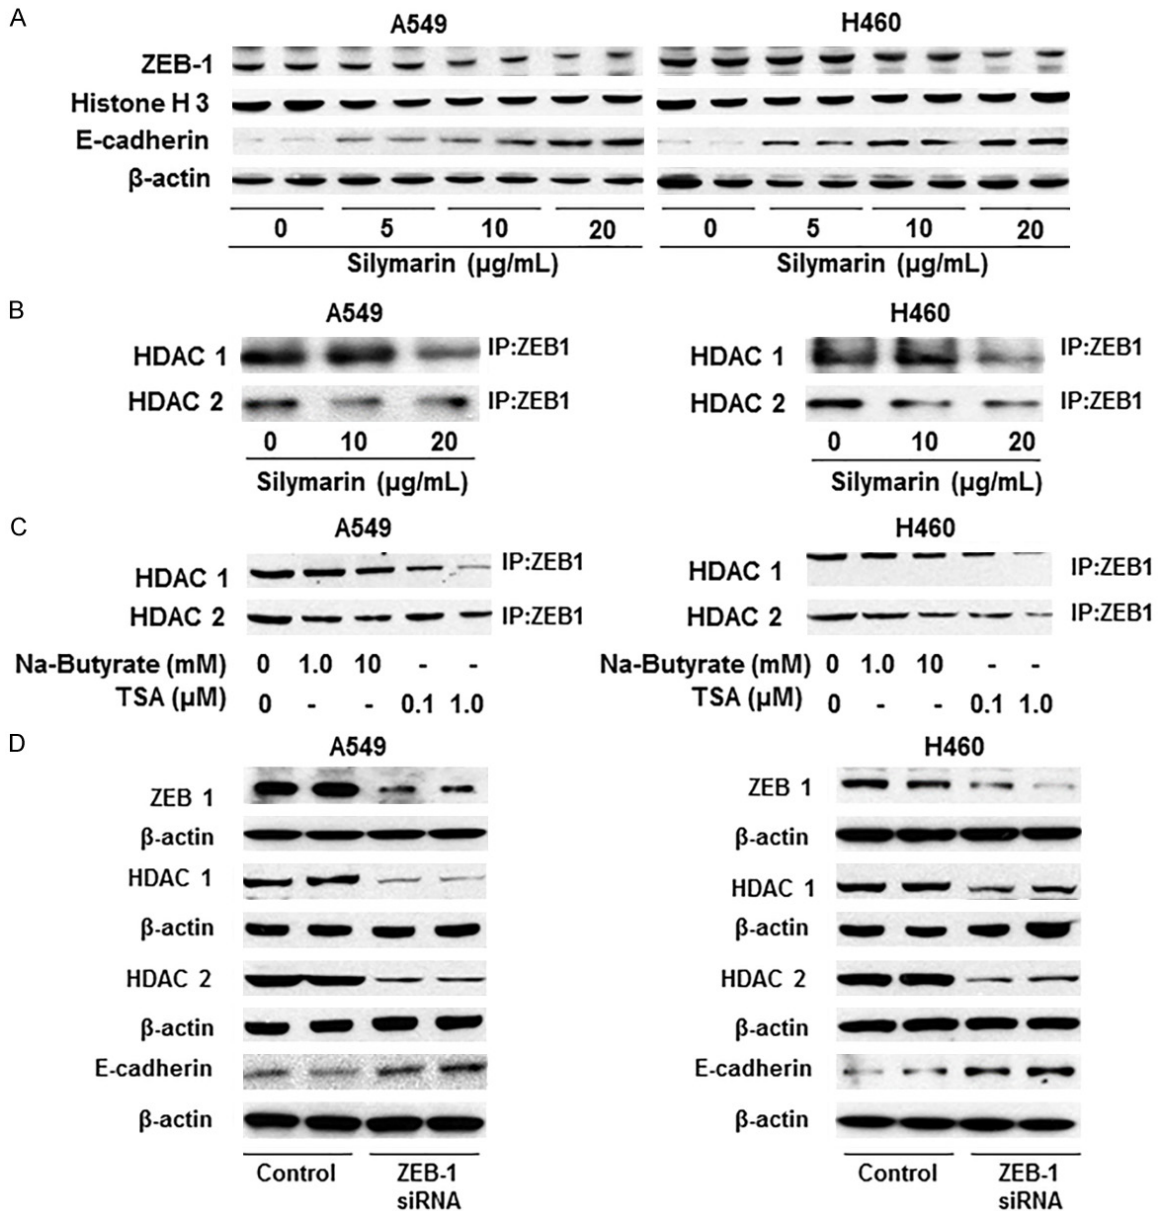 A
A549
H460
ZEB-1
Histone H 3
E-cadherin
β-actin
0 5 10 20 0 5 10 20
Silymarin (μg/mL) Silymarin (μg/mL)
B
A549 H460
HDAC 1 IP:ZEB1 HDAC 1 IP:ZEB1
HDAC 2 IP:ZEB1 HDAC 2 IP:ZEB1
0 10 20 0 10 20
Silymarin (μg/mL) Silymarin (μg/mL)
C
A549 H460
HDAC 1 IP:ZEB1 HDAC 1 IP:ZEB1
HDAC 2 IP:ZEB1 HDAC 2 IP:ZEB1
Na-Butyrate (mM) 0 1.0 10 - - Na-Butyrate (mM) 0 1.0 10 - -
TSA (μM) 0 - - 0.1 1.0 TSA (μM) 0 - - 0.1 1.0
D
A549 H460
ZEB 1 ZEB 1
β-actin β-actin
HDAC 1 HDAC 1
β-actin β-actin
HDAC 2 HDAC 2
β-actin β-actin
E-cadherin E-cadherin
β-actin β-actin
Control ZEB-1 Control ZEB-1
siRNA siRNA